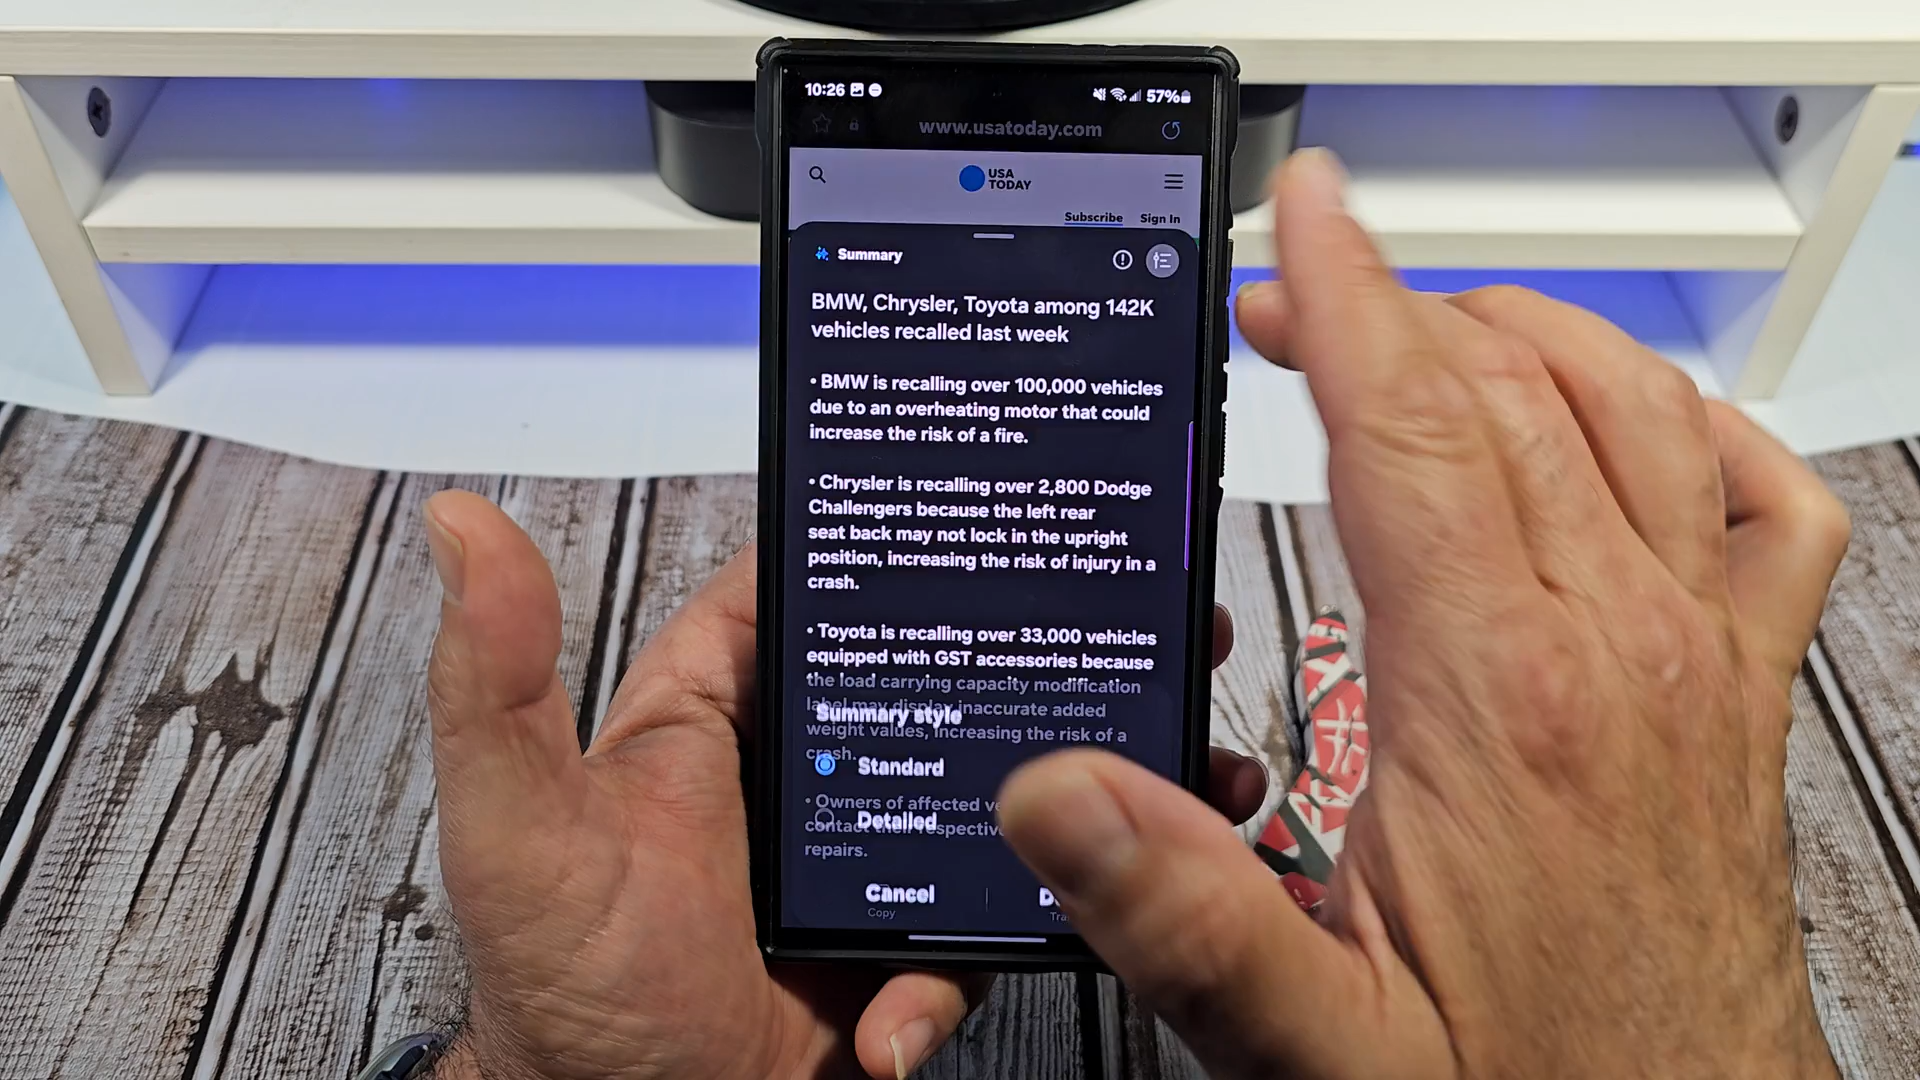 10:26
57%
www.usatoday.com
USA
TODAY
Subscribe Sign In
Summary
BMW, Chrysler, Toyota among 142K
vehicles recalled last week
• BMW is recalling over 100,000 vehicles
due to an overheating motor that could
increase the risk of a fire.
• Chrysler is recalling over 2,800 Dodge
Challengers because the left rear
seat back may not lock in the upright
position, increasing the risk of injury in a
crash.
• Toyota is recalling over 33,000 vehicles
equipped with GST accessories because
the load carrying capacity modification
label may display inaccurate added
Summary style
weight values, increasing the risk of a
crash.
Standard
• Owners of affected
Detailed
contact their
repairs.
Cancel
Copy